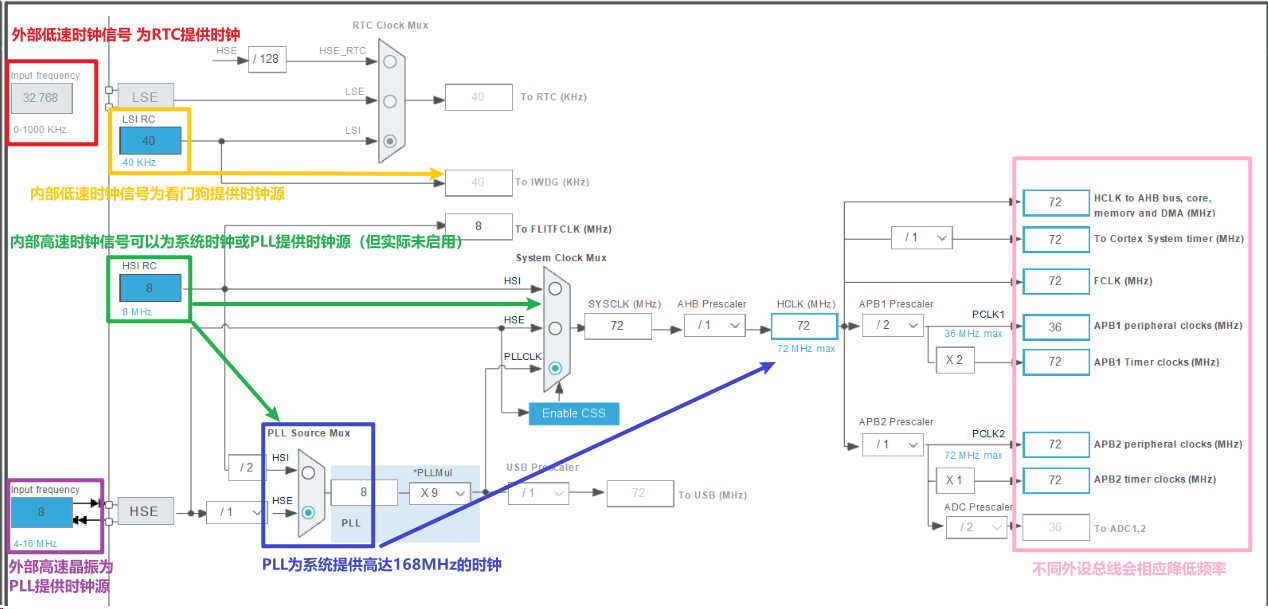 RTC Clock Mux
外部低速时钟信号 为RTC提供时钟
HSE
/ 128
HSE_RTC
Input frequency
32.768
0-1000 KHz
LSE
LSE
40
To RTC (KHz)
LSI RC
40
40 KHz
LSI
内部低速时钟信号为看门狗提供时钟源
40
To IWDG (KHz)
8
To FLITFCLK (MHz)
内部高速时钟信号可以为系统时钟或PLL提供时钟源（但实际未启用）
System Clock Mux
HSI RC
8
8 MHz
HSI
HSE
PLLCLK
Enable CSS
SYSCLK (MHz)
72
AHB Prescaler
/ 1
HCLK (MHz)
72
72 MHz max
72
HCLK to AHB bus, core,
memory and DMA (MHz)
/ 1
72
To Cortex System timer (MHz)
72
FCLK (MHz)
APB1 Prescaler
/ 2
PCLK1
36 MHz max
36
APB1 peripheral clocks (MHz)
X 2
72
APB1 Timer clocks (MHz)
APB2 Prescaler
/ 1
PCLK2
72 MHz max
72
APB2 peripheral clocks (MHz)
X 1
72
APB2 timer clocks (MHz)
ADC Prescaler
/ 2
36
To ADC1,2
PLL Source Mux
HSI
/ 2
HSE
/ 1
8
*PLLMul
X 9
PLL
USB Prescaler
/ 1
72
To USB (MHz)
Input frequency
8
4-16 MHz
HSE
外部高速晶振为
PLL提供时钟源
PLL为系统提供高达168MHz的时钟
不同外设总线会相应降低频率